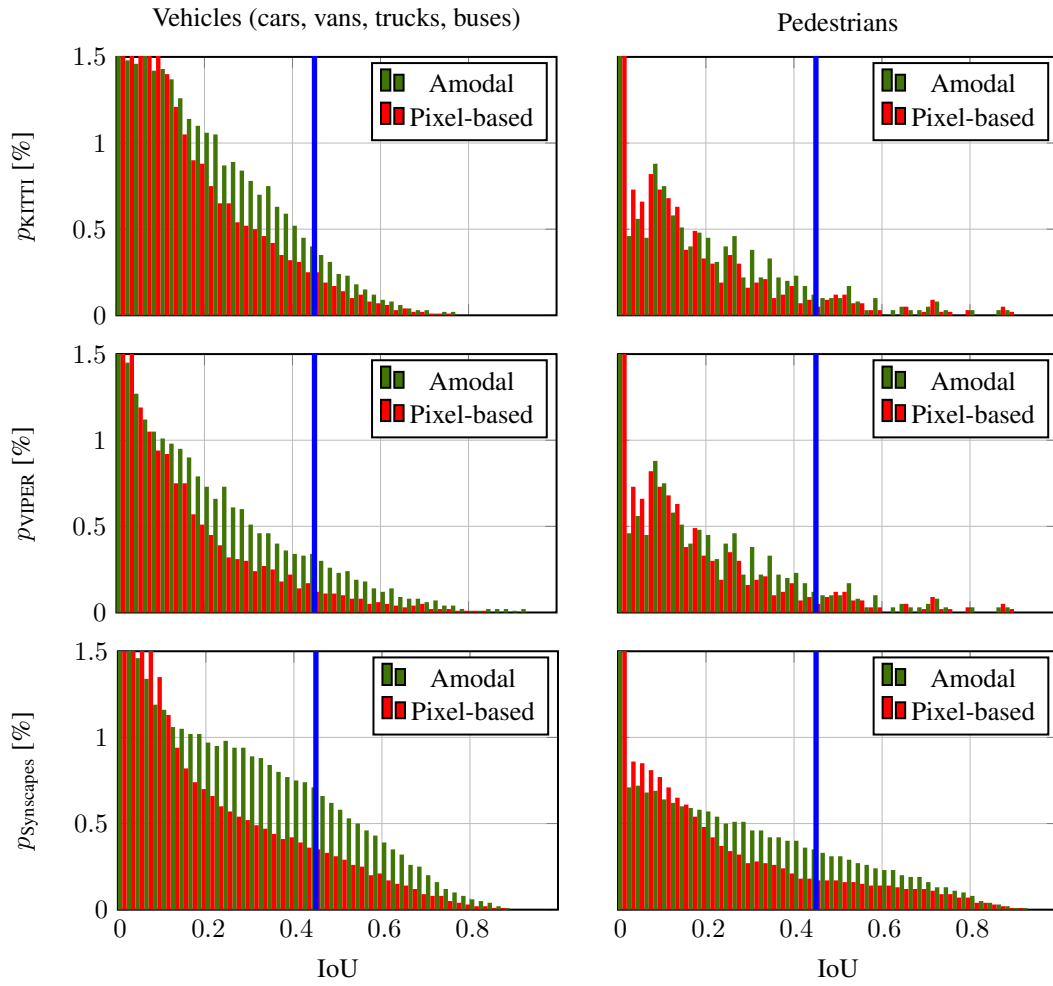 Vehicles (cars, vans, trucks, buses)
Pedestrians
1.5
1
0.5
0
p_KITTI [%]
Amodal
Pixel-based
Amodal
Pixel-based
1.5
1
0.5
0
p_VIPER [%]
Amodal
Pixel-based
Amodal
Pixel-based
1.5
1
0.5
0
p_Synscapes [%]
Amodal
Pixel-based
Amodal
Pixel-based
0 0.2 0.4 0.6 0.8
0 0.2 0.4 0.6 0.8
IoU
IoU